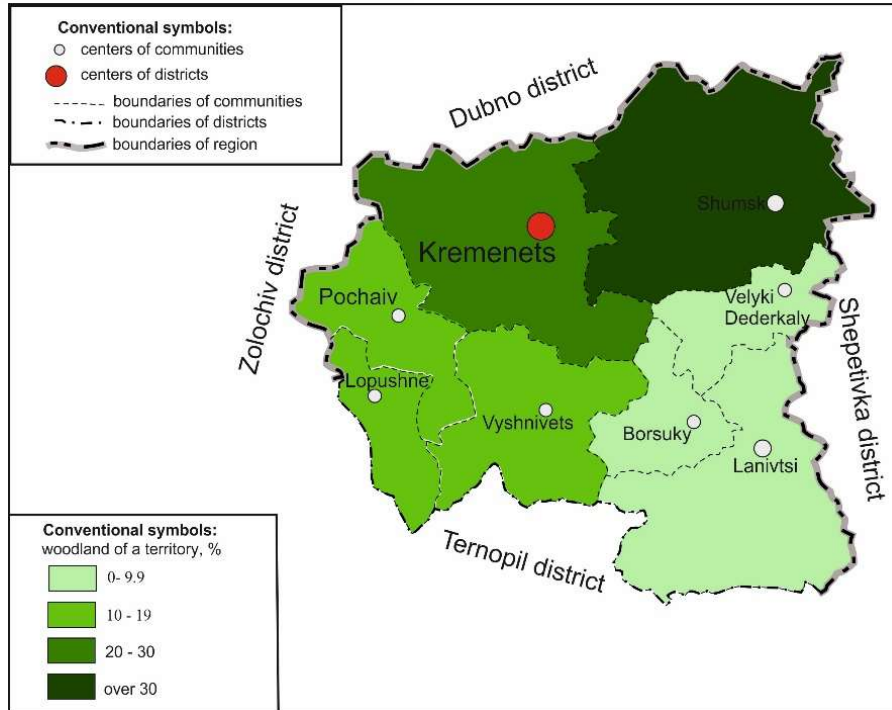 Conventional symbols:
centers of communities
centers of districts
boundaries of communities
boundaries of districts
boundaries of region
Dubno district
Zolochiv district
Shumsk
Kremenets
Pochaiv
Velyki
Dederkaly
Shepetivka district
Lopushne
Vyshnivets
Borsuky
Lanivtsi
Ternopil district
Conventional symbols:
woodland of a territory, %
0- 9.9
10 - 19
20 - 30
over 30